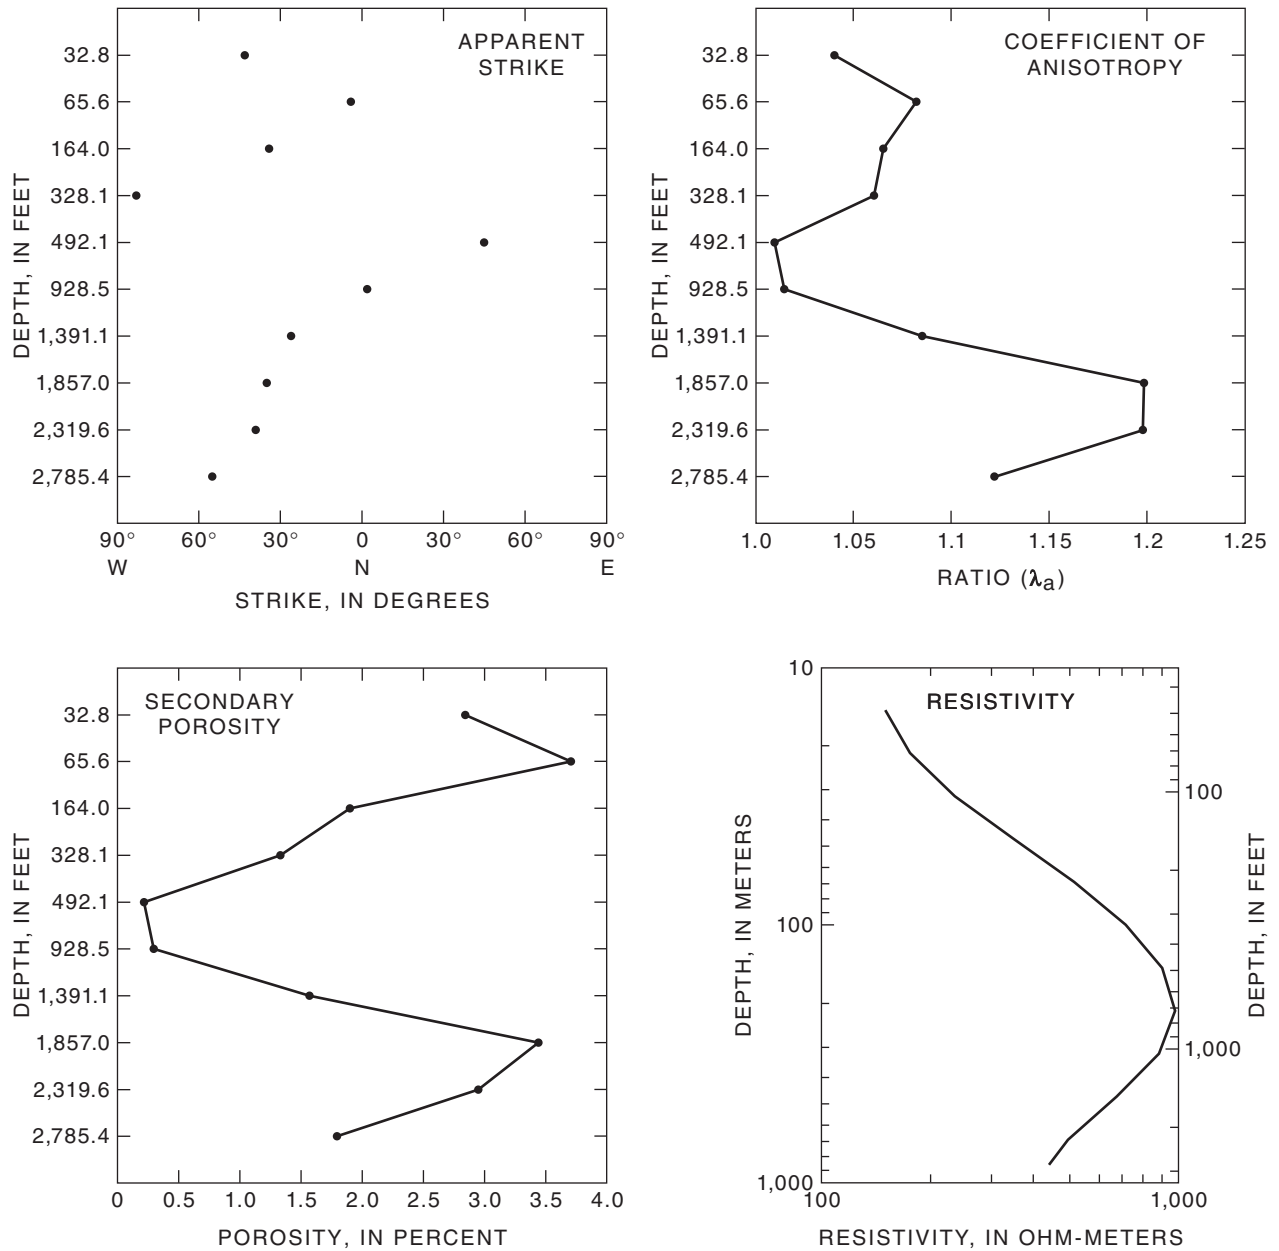 APPARENT
STRIKE
DEPTH, IN FEET
32.8
65.6
164.0
328.1
492.1
928.5
1,391.1
1,857.0
2,319.6
2,785.4
90° 60° 30° 0 30° 60° 90°
W N E
STRIKE, IN DEGREES
COEFFICIENT OF
ANISOTROPY
DEPTH, IN FEET
32.8
65.6
164.0
328.1
492.1
928.5
1,391.1
1,857.0
2,319.6
2,785.4
1.0 1.05 1.1 1.15 1.2 1.25
RATIO (λa)
SECONDARY
POROSITY
DEPTH, IN FEET
32.8
65.6
164.0
328.1
492.1
928.5
1,391.1
1,857.0
2,319.6
2,785.4
0 0.5 1.0 1.5 2.0 2.5 3.0 3.5 4.0
POROSITY, IN PERCENT
RESISTIVITY
DEPTH, IN METERS
10
100
1,000
100
1,000
DEPTH, IN FEET
100 1,000
RESISTIVITY, IN OHM-METERS